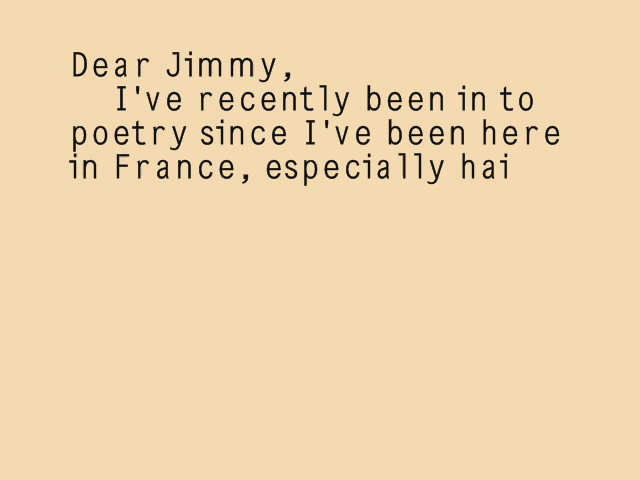 Dear Jimmy,
I've recently been in to
poetry since I've been here
in France, especially hai